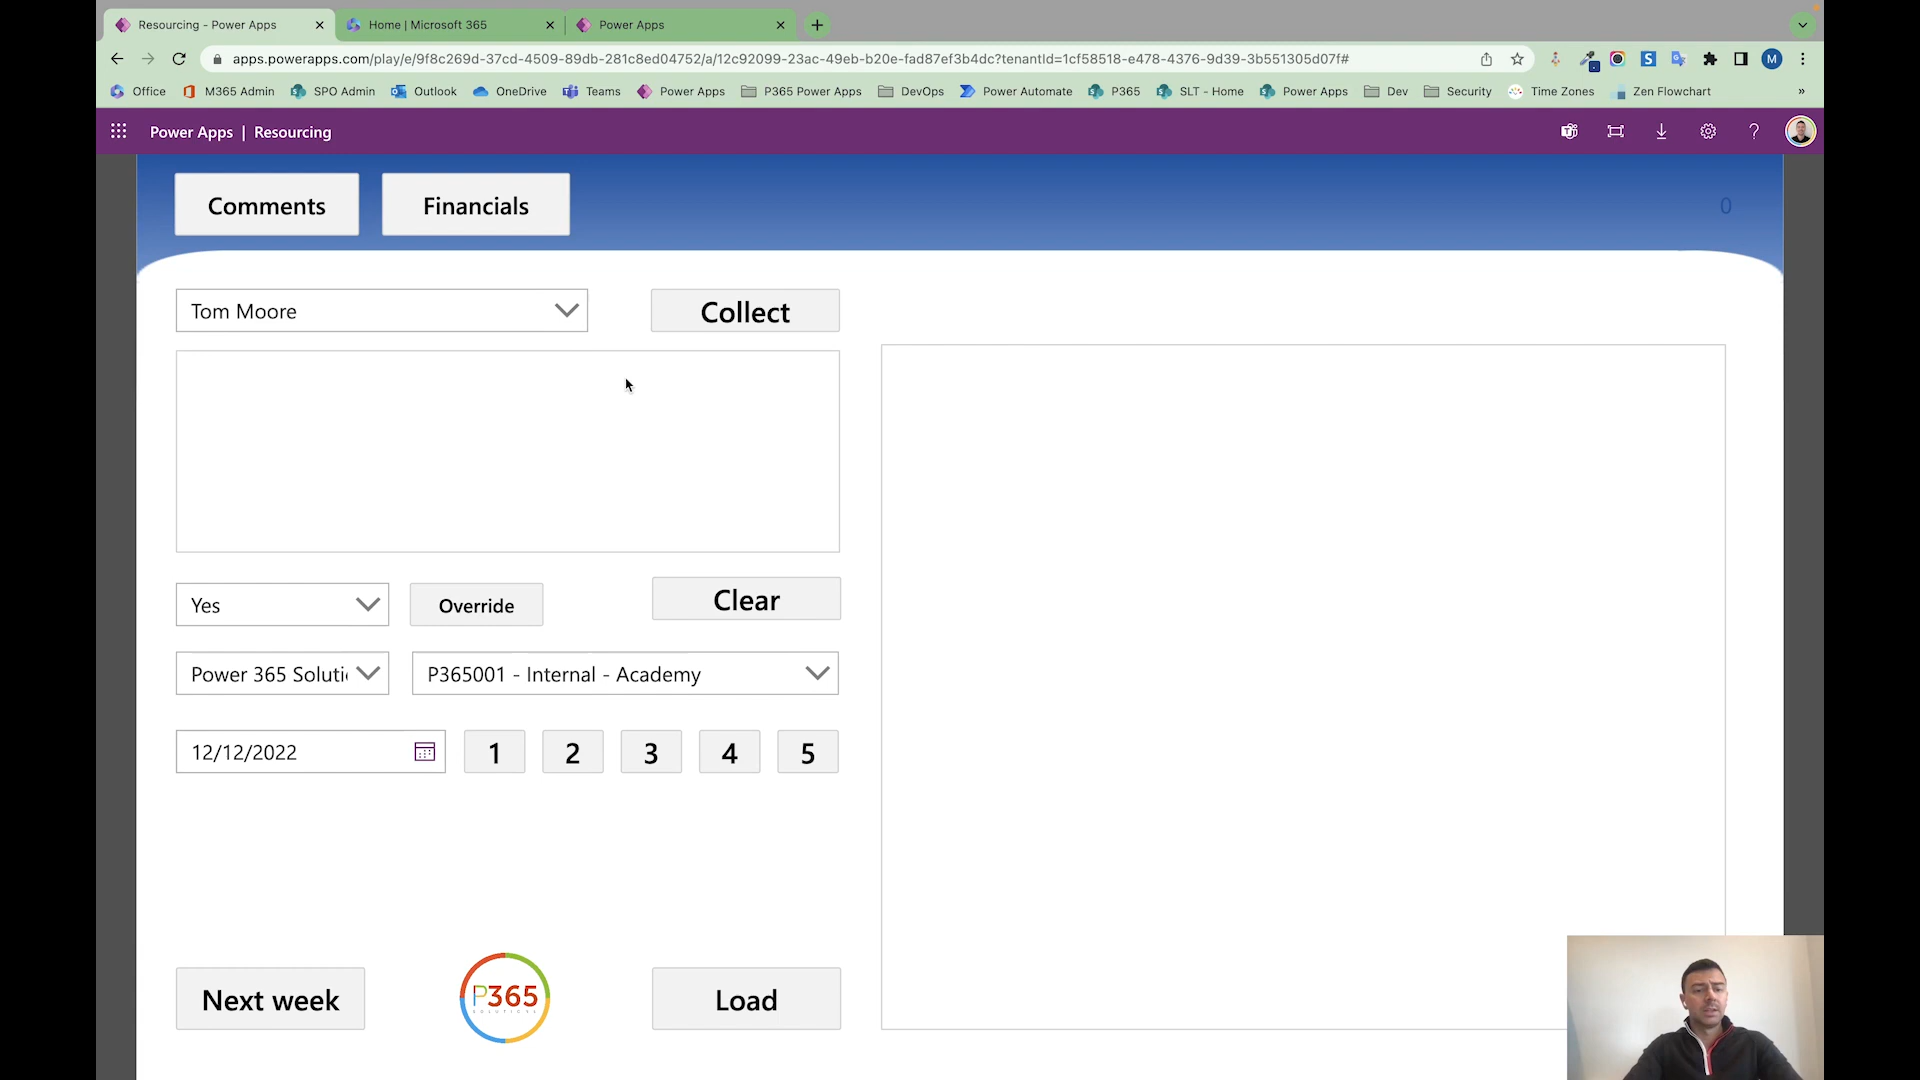 Resourcing - Power Apps
Home | Microsoft 365
Power Apps
apps.powerapps.com/play/e/9f8c269d-37cd-4509-89db-281c8ed04752/a/12c92099-23ac-49eb-b20e-fad87ef3b4dc?tenantId=1cf58518-e478-4376-9d39-3b551305d07f#
M
Office M365 Admin SPO Admin Outlook OneDrive Teams Power Apps P365 Power Apps DevOps Power Automate P365 SLT - Home Power Apps Dev Security Time Zones Zen Flowchart »
Power Apps | Resourcing
Comments Financials 0
Tom Moore Collect
Yes Override Clear
Power 365 Soluti P365001 - Internal - Academy
12/12/2022 1 2 3 4 5
Next week P365 Load
SOLUTIONS